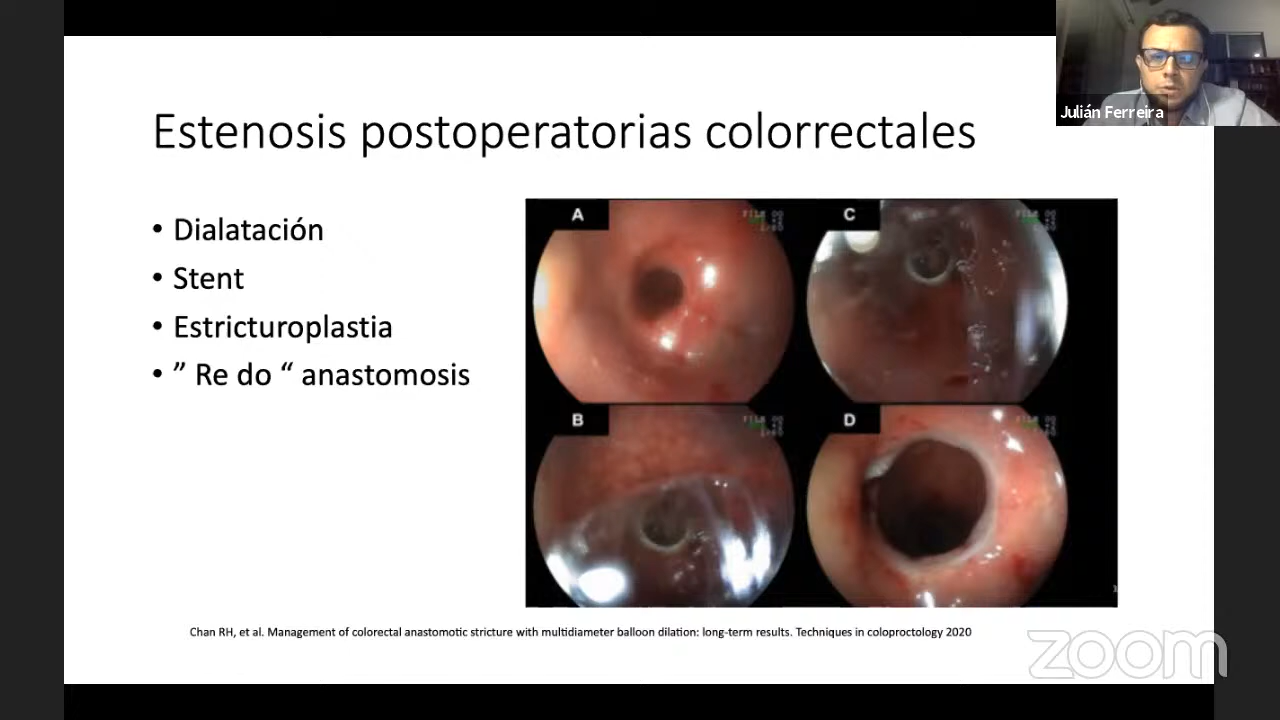 Julián Ferreira
Estenosis postoperatorias colorrectales
• Dialatación
• Stent
• Estricturoplastia
• ” Re do “ anastomosis
A
C
B
D
Chan RH, et al. Management of colorectal anastomotic stricture with multidiameter balloon dilation: long-term results. Techniques in coloproctology 2020
zoom